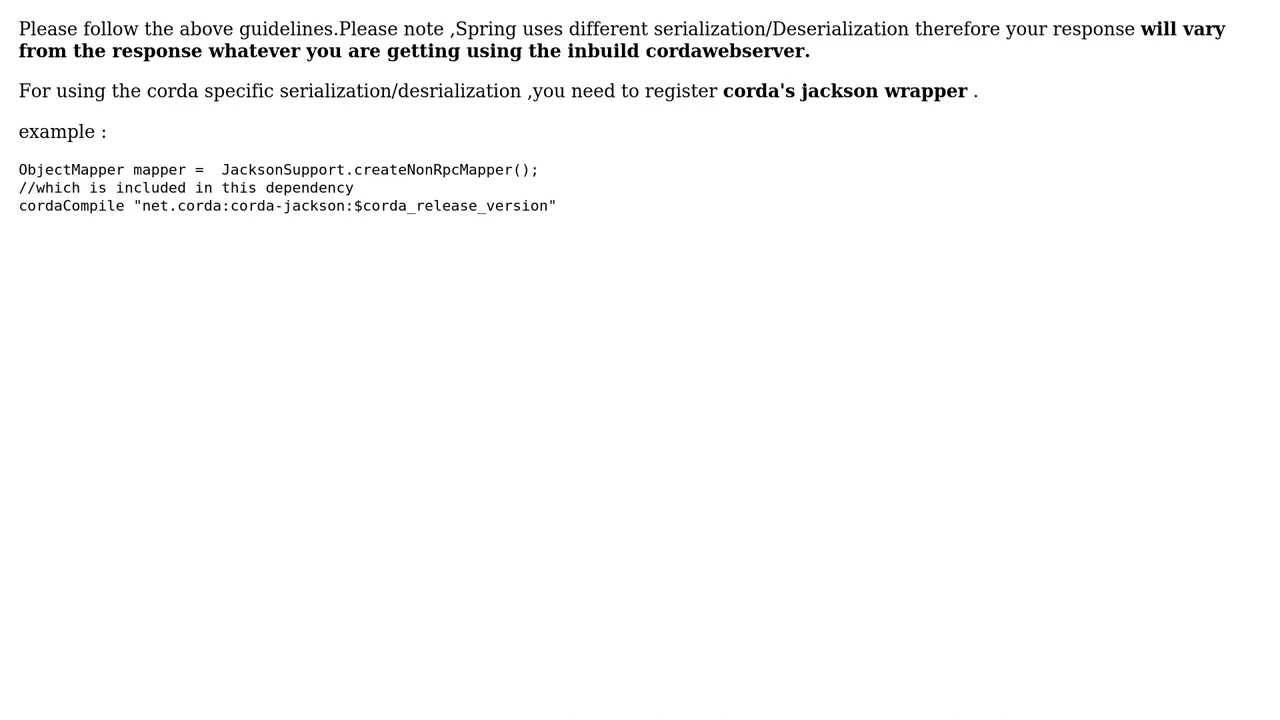 Please follow the above guidelines.Please note ,Spring uses different serialization/Deserialization therefore your response will vary
from the response whatever you are getting using the inbuild cordawebserver.
For using the corda specific serialization/desrialization ,you need to register corda's jackson wrapper .
example :
ObjectMapper mapper =  JacksonSupport.createNonRpcMapper();
//which is included in this dependency
cordaCompile "net.corda:corda-jackson:$corda_release_version"